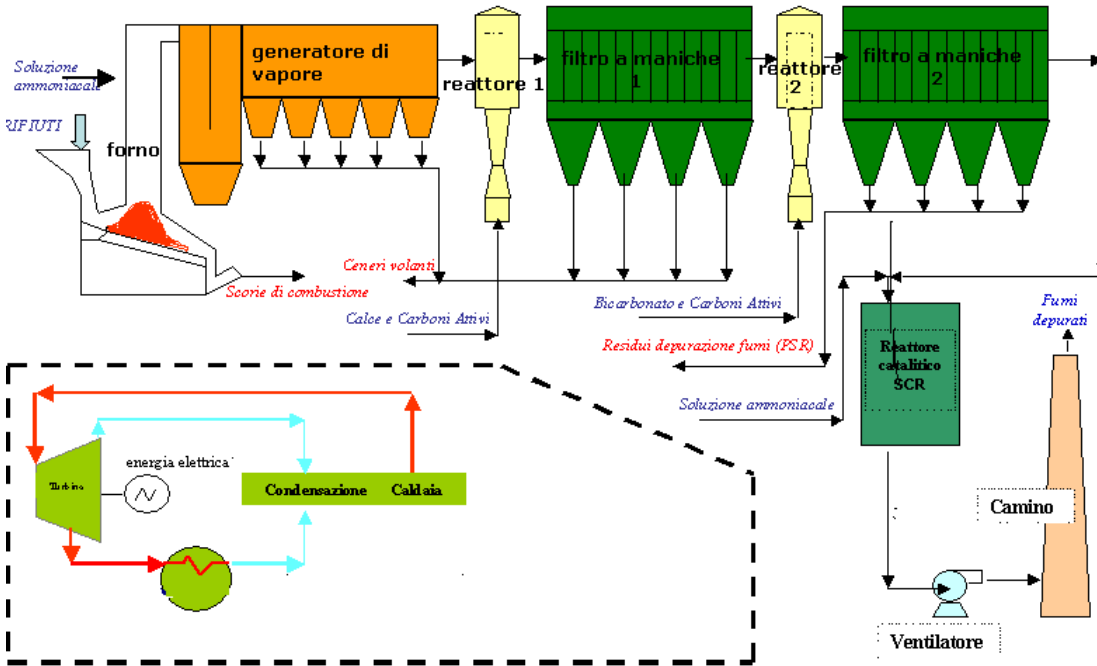 generatore di
vapore
reattore 1
filtro a maniche
1
reattore
2
filtro a maniche
2
Soluzione
ammoniacale
RIFIUTI
forno
Ceneri volanti
Scorie di combustione
Calce e Carboni Attivi
Bicarbonato e Carboni Attivi
Residui depurazione fumi (PSR)
Soluzione ammoniacale
Reattore
catalitico
SCR
Fumi
depurati
Turbina
energia elettrica
Condensazione Caldaia
Camino
Ventilatore